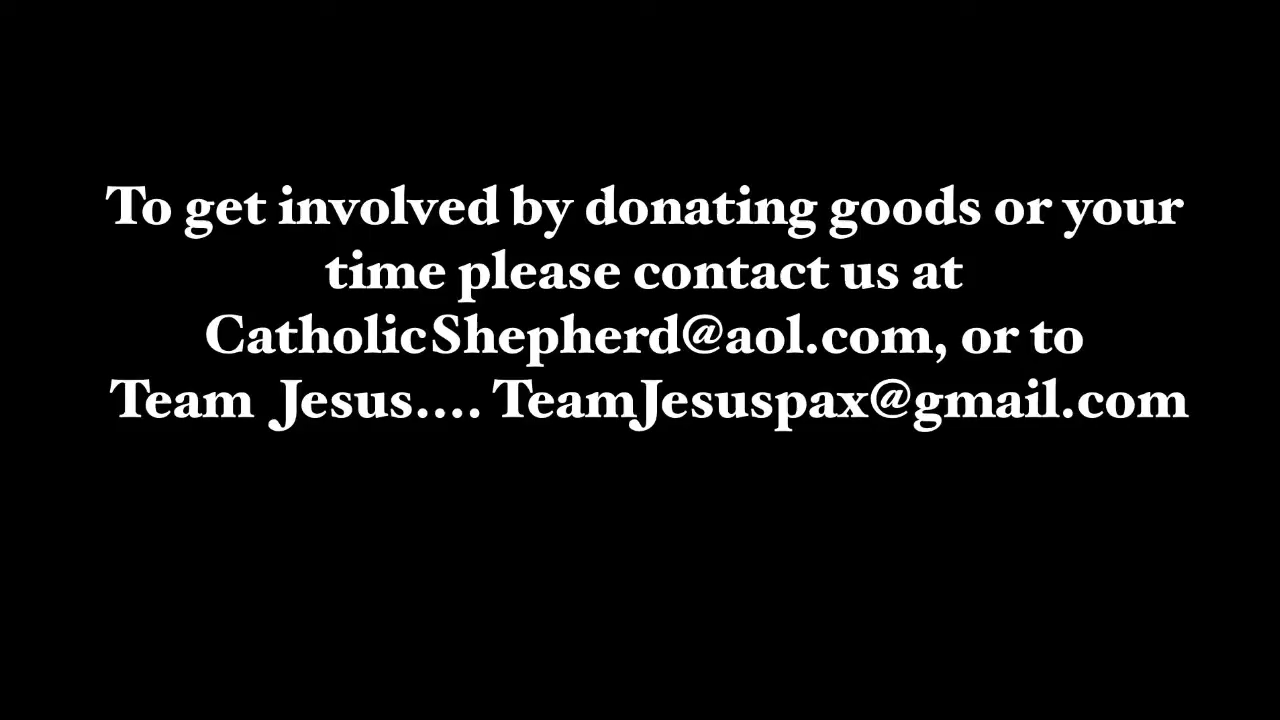 To get involved by donating goods or your
time please contact us at
CatholicShepherd@aol.com, or to
Team Jesus.... TeamJesuspax@gmail.com